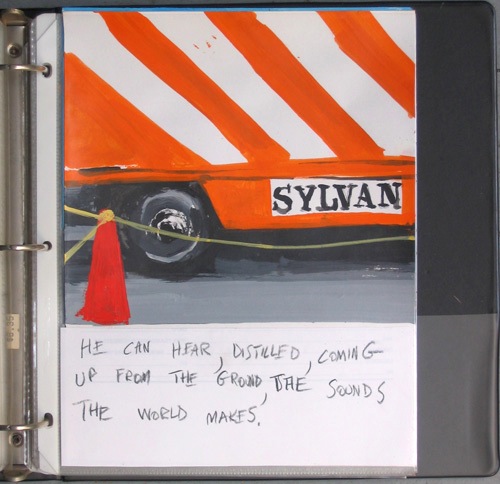 SYLVAN
HE CAN HEAR, DISTILLED, COMING
UP FROM THE GROUND, THE SOUNDS
THE WORLD MAKES.